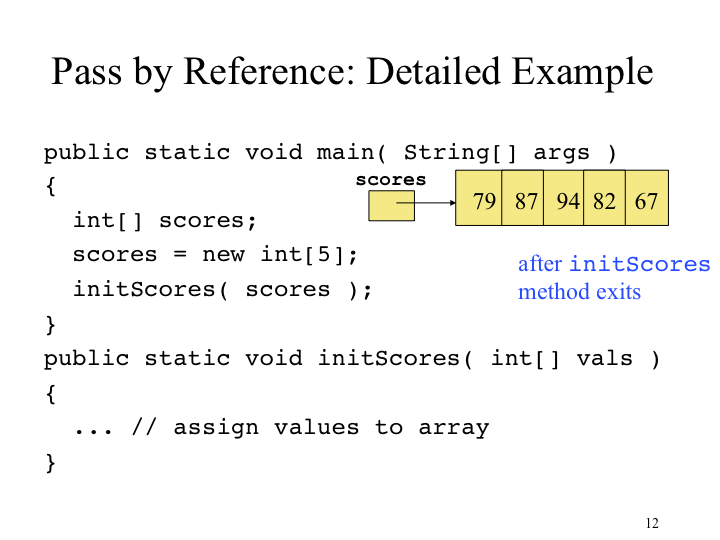 Pass by Reference: Detailed Example
public static void main( String[] args )
{
scores
79 87 94 82 67
int[] scores;
scores = new int[5];
after initScores
initScores( scores );
method exits
}
public static void initScores( int[] vals )
{
... // assign values to array
}
12